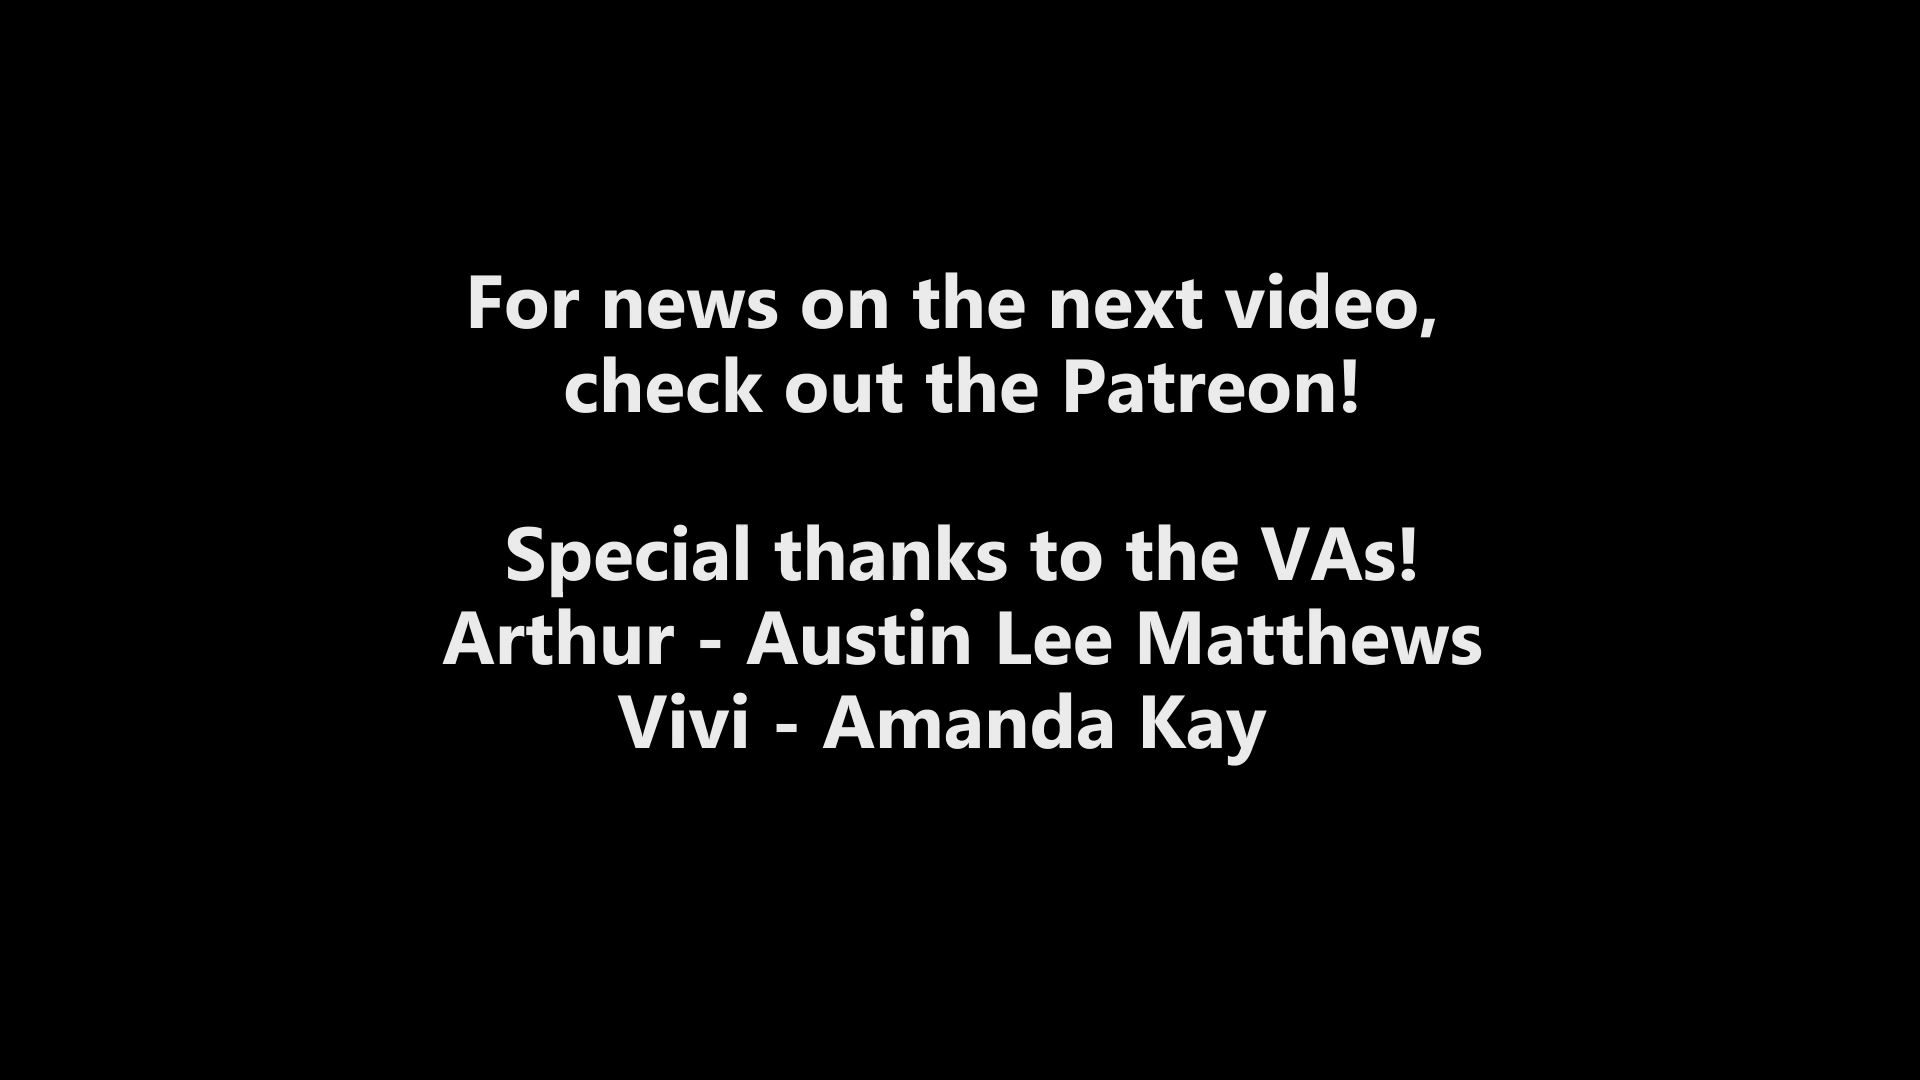 For news on the next video,
check out the Patreon!
Special thanks to the VAs!
Arthur - Austin Lee Matthews
Vivi - Amanda Kay